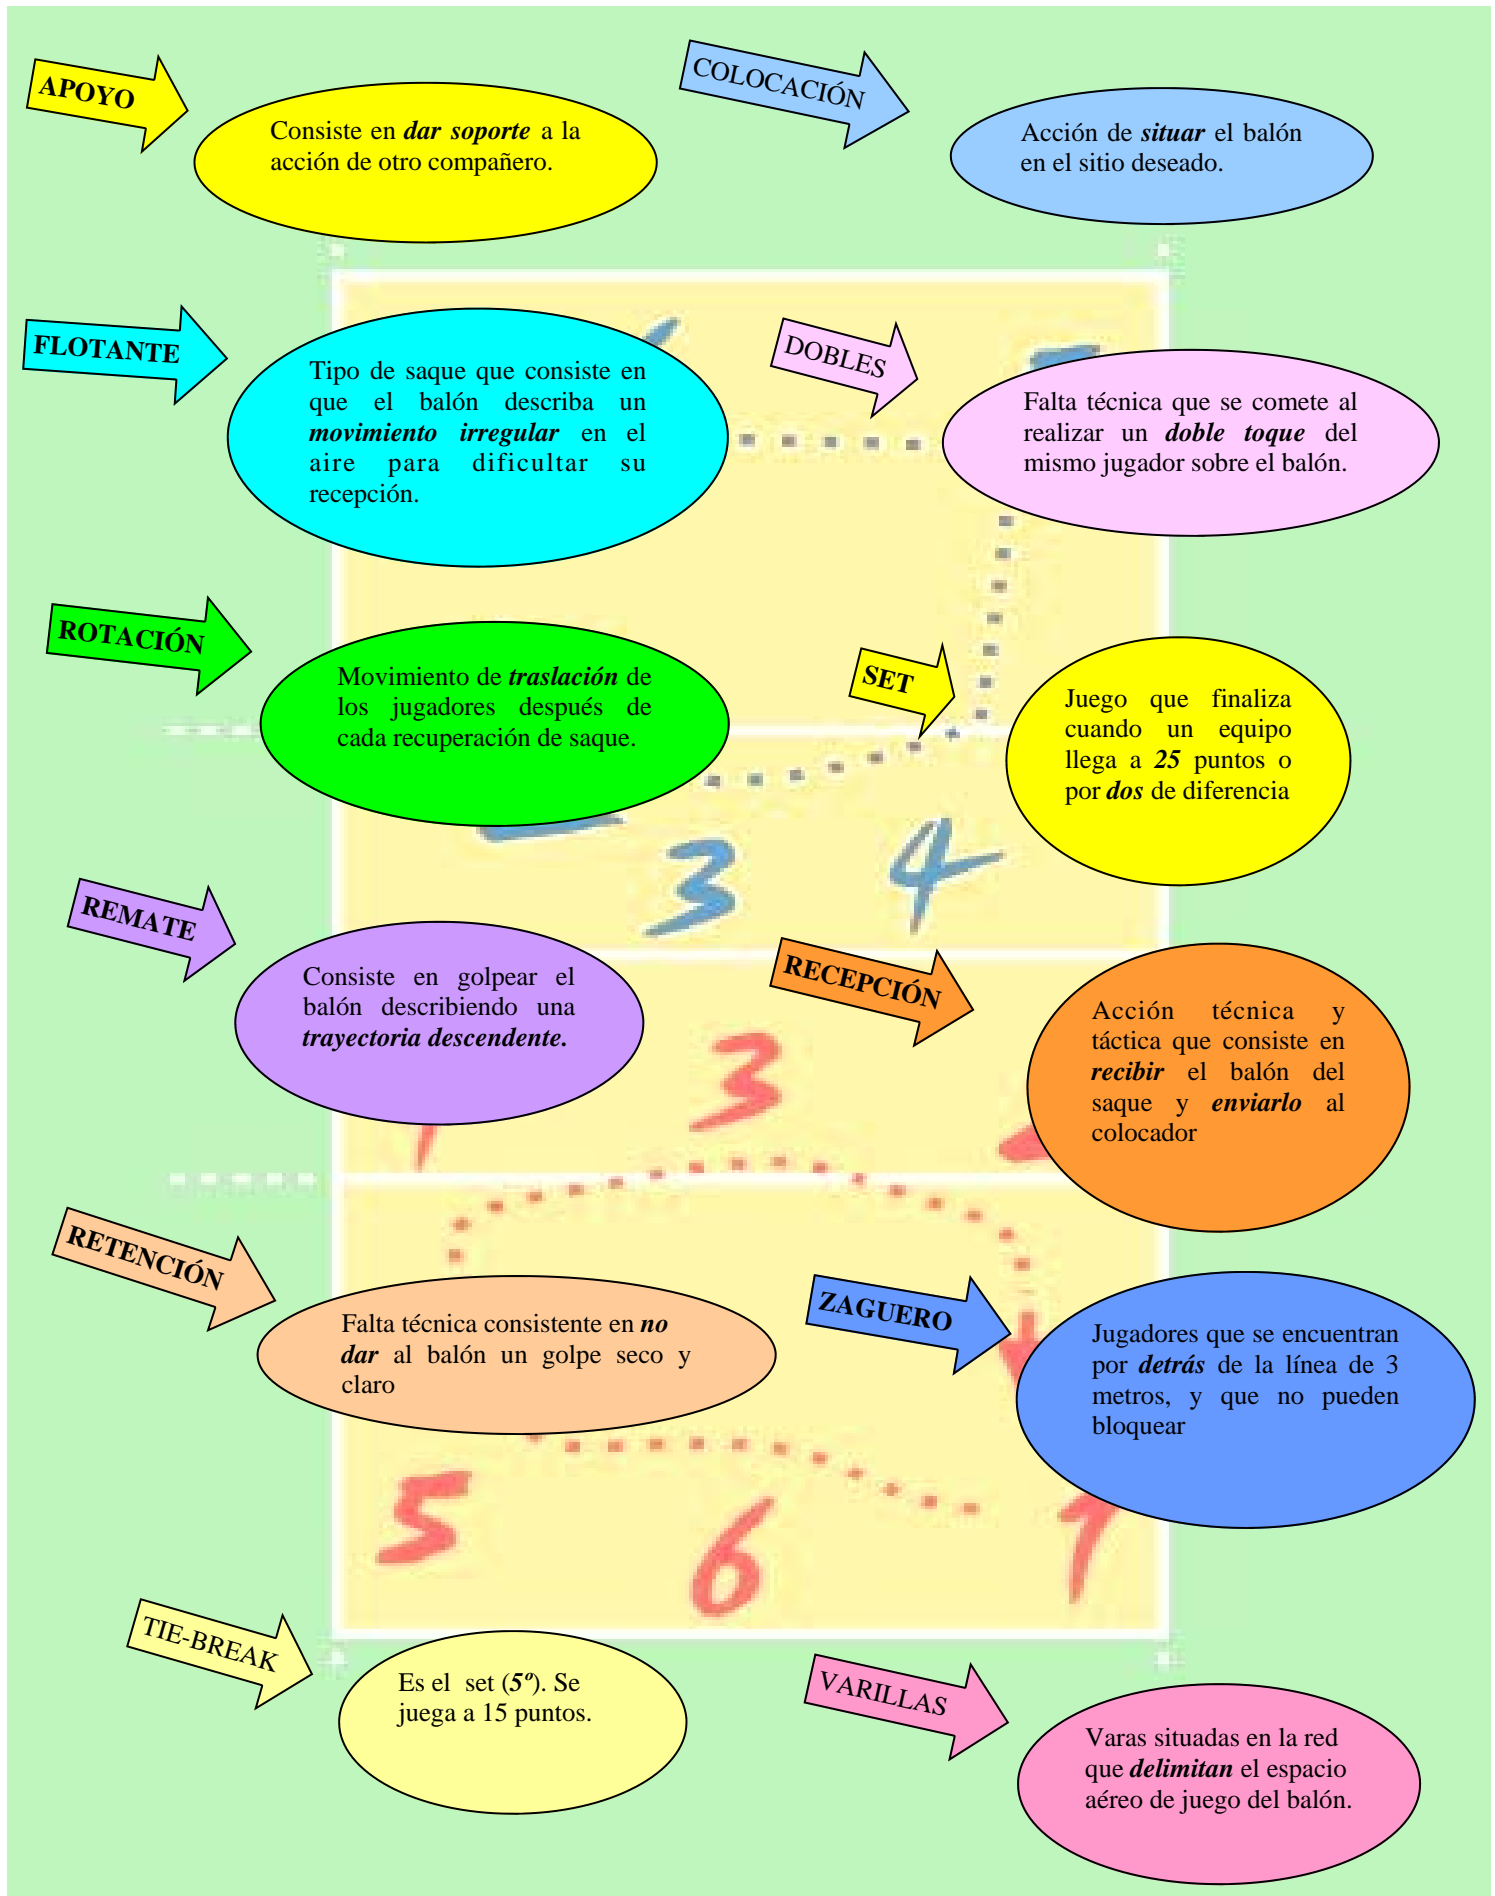 APOYO
Consiste en dar soporte a la
acción de otro compañero.
COLOCACIÓN
Acción de situar el balón
en el sitio deseado.
FLOTANTE
Tipo de saque que consiste en
que el balón describa un
movimiento irregular en el
aire para dificultar su
recepción.
DOBLES
Falta técnica que se comete al
realizar un doble toque del
mismo jugador sobre el balón.
ROTACIÓN
Movimiento de traslación de
los jugadores después de
cada recuperación de saque.
SET
Juego que finaliza
cuando un equipo
llega a 25 puntos o
por dos de diferencia
3 4
REMATE
Consiste en golpear el
balón describiendo una
trayectoria descendente.
RECEPCIÓN
Acción técnica y
táctica que consiste en
recibir el balón del
saque y enviarlo al
colocador
3
RETENCIÓN
Falta técnica consistente en no
dar al balón un golpe seco y
claro
ZAGUERO
Jugadores que se encuentran
por detrás de la línea de 3
metros, y que no pueden
bloquear
5 6 1
TIE-BREAK
Es el set (5º). Se
juega a 15 puntos.
VARILLAS
Varas situadas en la red
que delimitan el espacio
aéreo de juego del balón.